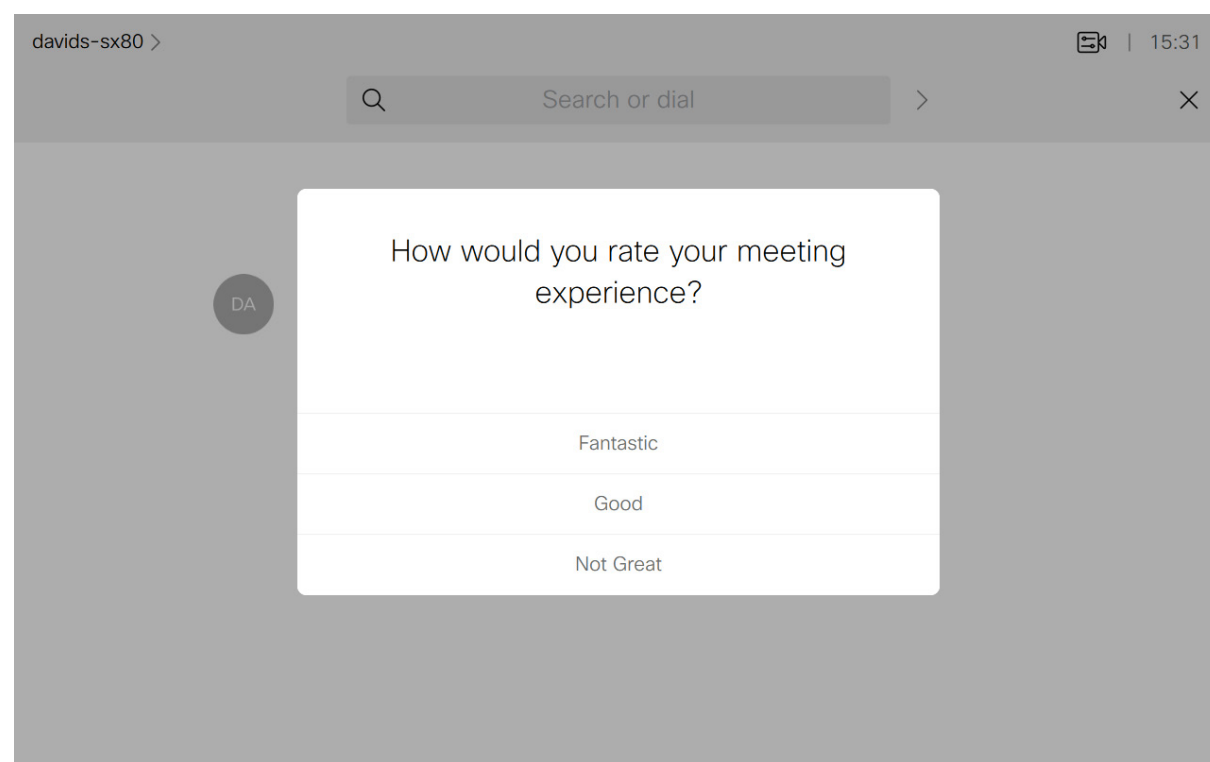 davids-sx80
15:31
Search or dial
How would you rate your meeting
experience?
DA
Fantastic
Good
Not Great